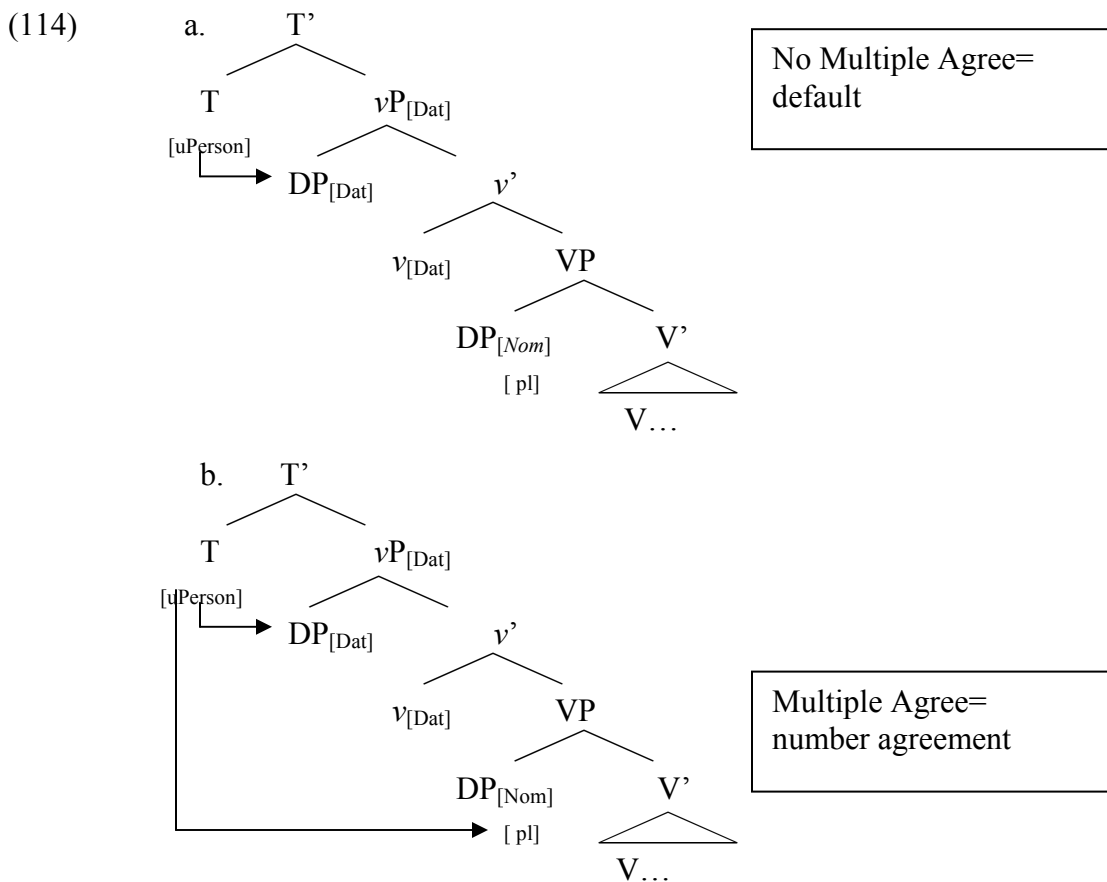 (114) a. T’
T vP[Dat]
[uPerson]
DP[Dat] v’
v[Dat] VP
DP[Nom] V’
[ pl]
V…
No Multiple Agree=
default
b. T’
T vP[Dat]
[uPerson]
DP[Dat] v’
v[Dat] VP
DP[Nom] V’
[ pl]
V…
Multiple Agree=
number agreement